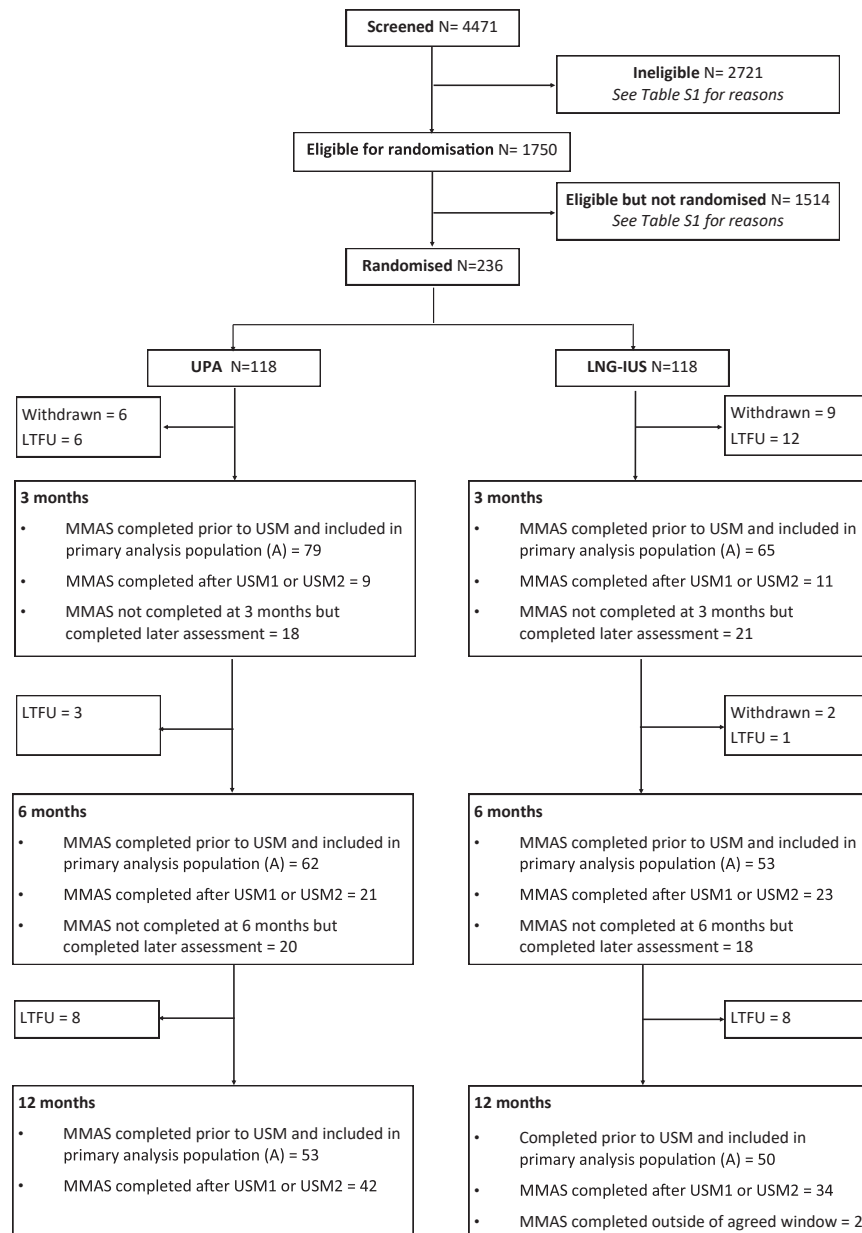 Screened N= 4471
Ineligible N= 2721
See Table S1 for reasons
Eligible for randomisation N= 1750
Eligible but not randomised N= 1514
See Table S1 for reasons
Randomised N=236
UPA N=118
LNG-IUS N=118
Withdrawn = 6
LTFU = 6
Withdrawn = 9
LTFU = 12
3 months
• MMAS completed prior to USM and included in
primary analysis population (A) = 79
• MMAS completed after USM1 or USM2 = 9
• MMAS not completed at 3 months but
completed later assessment = 18
3 months
• MMAS completed prior to USM and included in
primary analysis population (A) = 65
• MMAS completed after USM1 or USM2 = 11
• MMAS not completed at 3 months but
completed later assessment = 21
LTFU = 3
Withdrawn = 2
LTFU = 1
6 months
• MMAS completed prior to USM and included in
primary analysis population (A) = 62
• MMAS completed after USM1 or USM2 = 21
• MMAS not completed at 6 months but
completed later assessment = 20
6 months
• MMAS completed prior to USM and included in
primary analysis population (A) = 53
• MMAS completed after USM1 or USM2 = 23
• MMAS not completed at 6 months but
completed later assessment = 18
LTFU = 8
LTFU = 8
12 months
• MMAS completed prior to USM and included in
primary analysis population (A) = 53
• MMAS completed after USM1 or USM2 = 42
12 months
• Completed prior to USM and included in
primary analysis population (A) = 50
• MMAS completed after USM1 or USM2 = 34
• MMAS completed outside of agreed window = 2